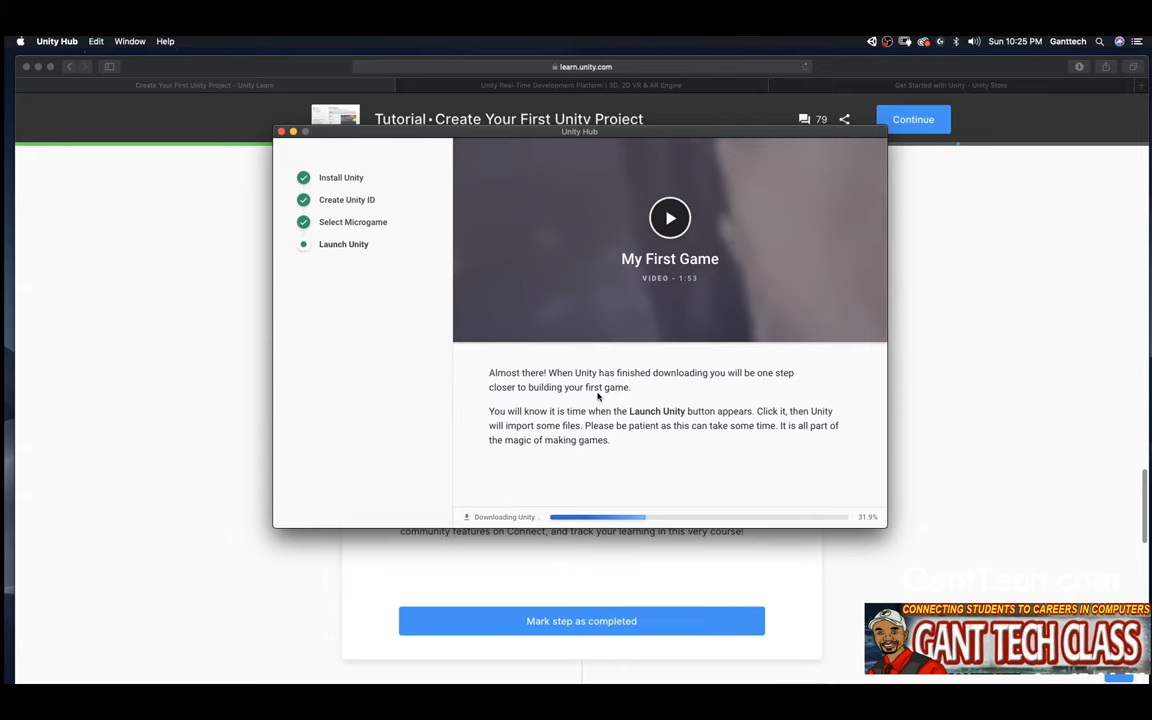 Unity Hub Edit Window Help
Sun 10:25 PM Ganttech
learn.unity.com
Create Your First Unity Project - Unity Learn
Unity Real-Time Development Platform | 3D, 2D VR & AR Engine
Get Started with Unity - Unity Store
Tutorial • Create Your First Unity Project
79
Continue
Unity Hub
Install Unity
Create Unity ID
Select Microgame
Launch Unity
My First Game
VIDEO - 1:53
Almost there! When Unity has finished downloading you will be one step
closer to building your first game.
You will know it is time when the Launch Unity button appears. Click it, then Unity
will import some files. Please be patient as this can take some time. It is all part of
the magic of making games.
Downloading Unity ..
31.9%
community features on Connect, and track your learning in this very course!
GantTech.com
Mark step as completed
CONNECTING STUDENTS TO CAREERS IN COMPUTERS
GANT TECH CLASS